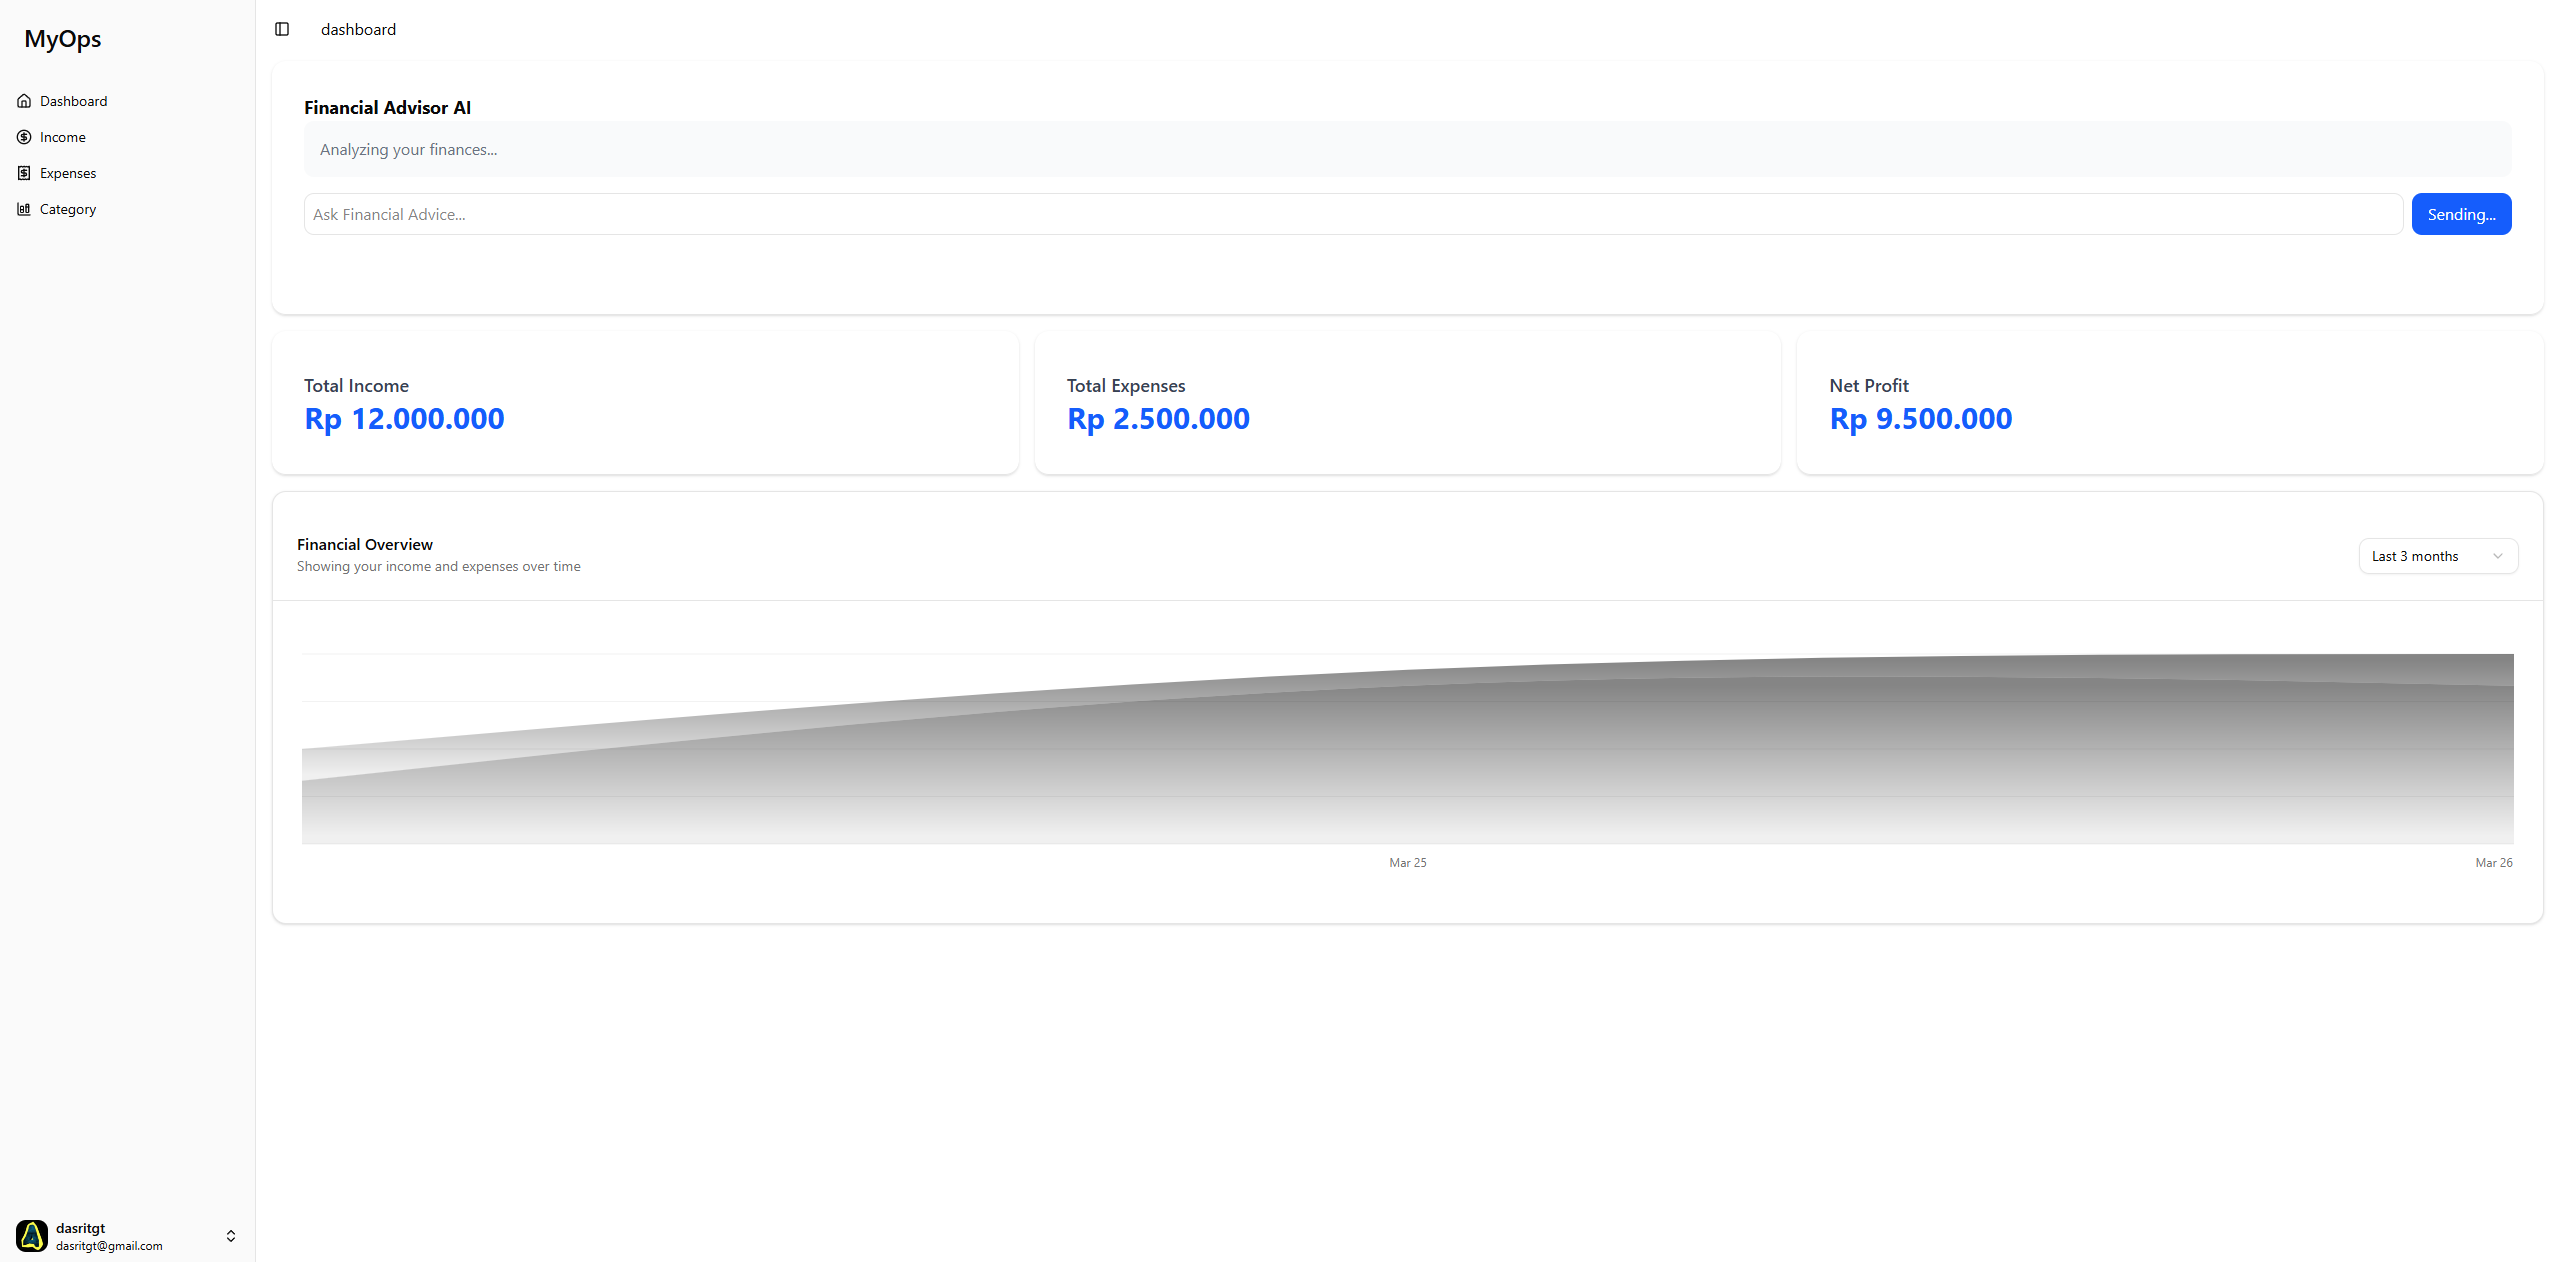 MyOps
Dashboard
Income
Expenses
Category
dasritgt
dasritgt@gmail.com
dashboard
Financial Advisor AI
Analyzing your finances...
Ask Financial Advice...
Sending...
Total Income
Rp 12.000.000
Total Expenses
Rp 2.500.000
Net Profit
Rp 9.500.000
Financial Overview
Showing your income and expenses over time
Last 3 months
Mar 25
Mar 26